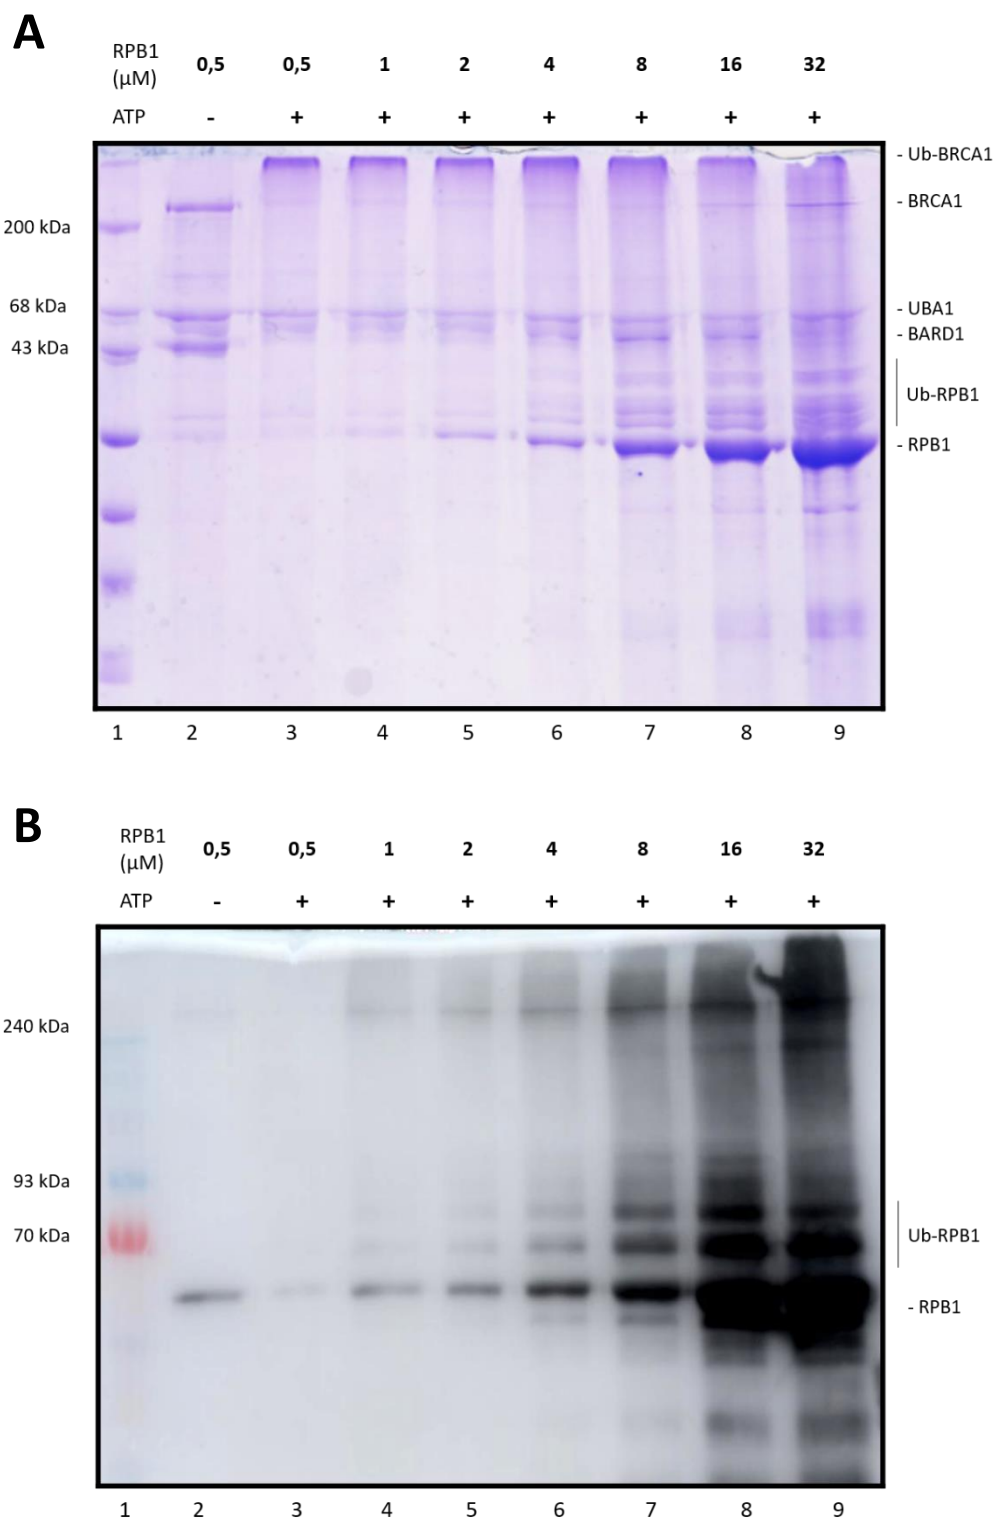 A
RPB1
(µM)
0,5 0,5 1 2 4 8 16 32
ATP - + + + + + + +
- Ub-BRCA1
- BRCA1
200 kDa
68 kDa
- UBA1
- BARD1
43 kDa
Ub-RPB1
- RPB1
1 2 3 4 5 6 7 8 9
B
RPB1
(µM)
0,5 0,5 1 2 4 8 16 32
ATP - + + + + + + +
240 kDa
93 kDa
70 kDa
Ub-RPB1
- RPB1
1 2 3 4 5 6 7 8 9